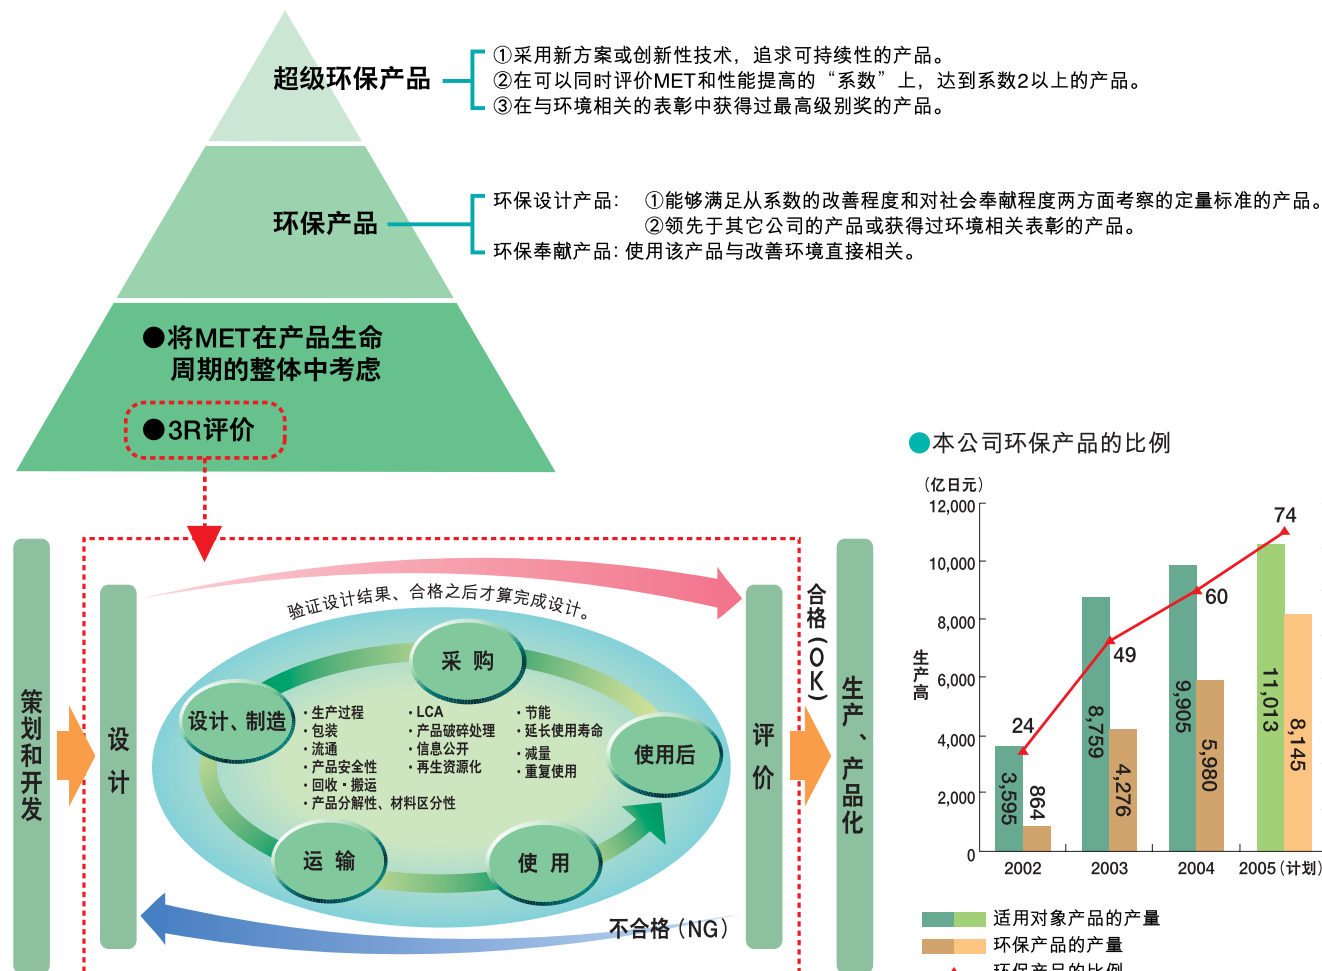 超级环保产品
①采用新方案或创新性技术，追求可持续性的产品。
②在可以同时评价MET和性能提高的“系数”上，达到系数2以上的产品。
③在与环境相关的表彰中获得过最高级别奖的产品。
环保产品
环保设计产品： ①能够满足从系数的改善程度和对社会奉献程度两方面考察的定量标准的产品。
②领先于其它公司的产品或获得过环境相关表彰的产品。
环保奉献产品：使用该产品与改善环境直接相关。
●将MET在产品生命
周期的整体中考虑
●3R评价
策划和开发
设计
验证设计结果、合格之后才算完成设计。
采 购
设计、制造
使用后
运 输
使 用
・生产过程
・包装
・流通
・产品安全性
・回收・搬运
・产品分解性、材料区分性
・LCA
・产品破碎处理
・信息公开
・再生资源化
・节能
・延长使用寿命
・减量
・重复使用
不合格（NG）
评价
合格（OK）
生产、产品化
●本公司环保产品的比例
（亿日元）
12,000
10,000
8,000
6,000
4,000
2,000
0
生产高
24
49
60
74
3,595
864
8,759
4,276
9,905
5,980
11,013
8,145
2002
2003
2004
2005（计划）
适用对象产品的产量
环保产品的产量
环保产品的比例